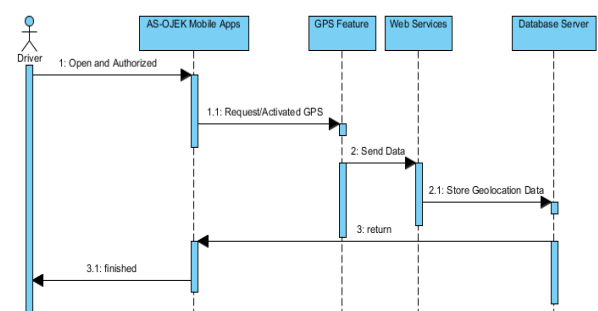 AS-OJEK Mobile Apps
GPS Feature
Web Services
Database Server
Driver
1: Open and Authorized
1.1: Request/Activated GPS
2: Send Data
2.1: Store Geolocation Data
3: return
3.1: finished